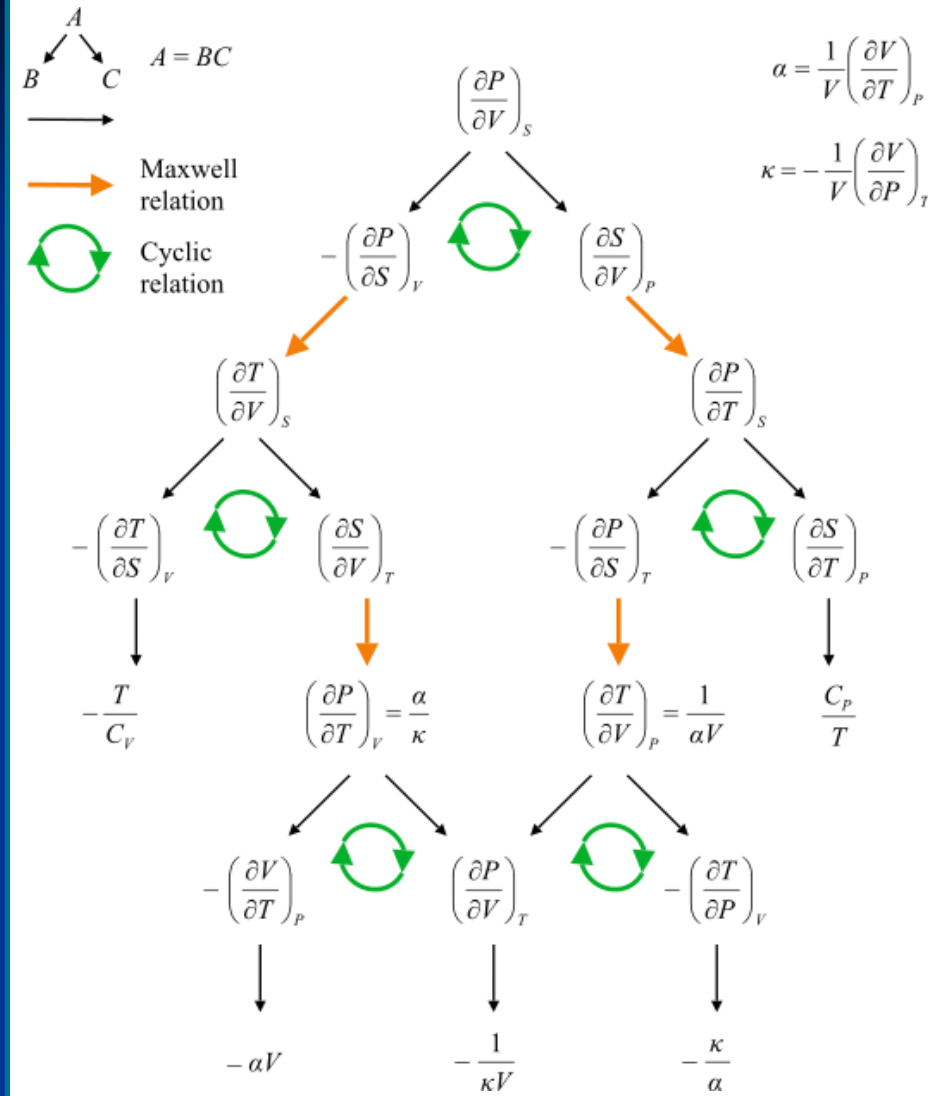 A
B C
A = BC
α = 1/V (∂V/∂T)_P
κ = − 1/V (∂V/∂P)_T
Maxwell
relation
Cyclic
relation
(∂P/∂V)_S
− (∂P/∂S)_V (∂S/∂V)_P
(∂T/∂V)_S (∂P/∂T)_S
− (∂T/∂S)_V (∂S/∂V)_T − (∂P/∂S)_T (∂S/∂T)_P
− T/C_V (∂P/∂T)_V = α/κ (∂T/∂V)_P = 1/αV C_P/T
− (∂V/∂T)_P (∂P/∂V)_T − (∂T/∂P)_V
− αV − 1/κV − κ/α